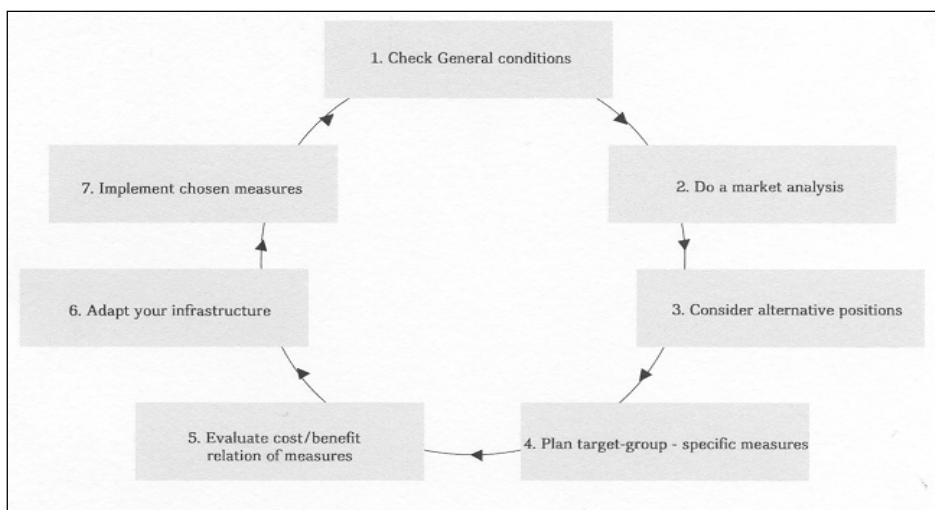 1. Check General conditions
2. Do a market analysis
3. Consider alternative positions
4. Plan target-group - specific measures
5. Evaluate cost/benefit
relation of measures
6. Adapt your infrastructure
7. Implement chosen measures